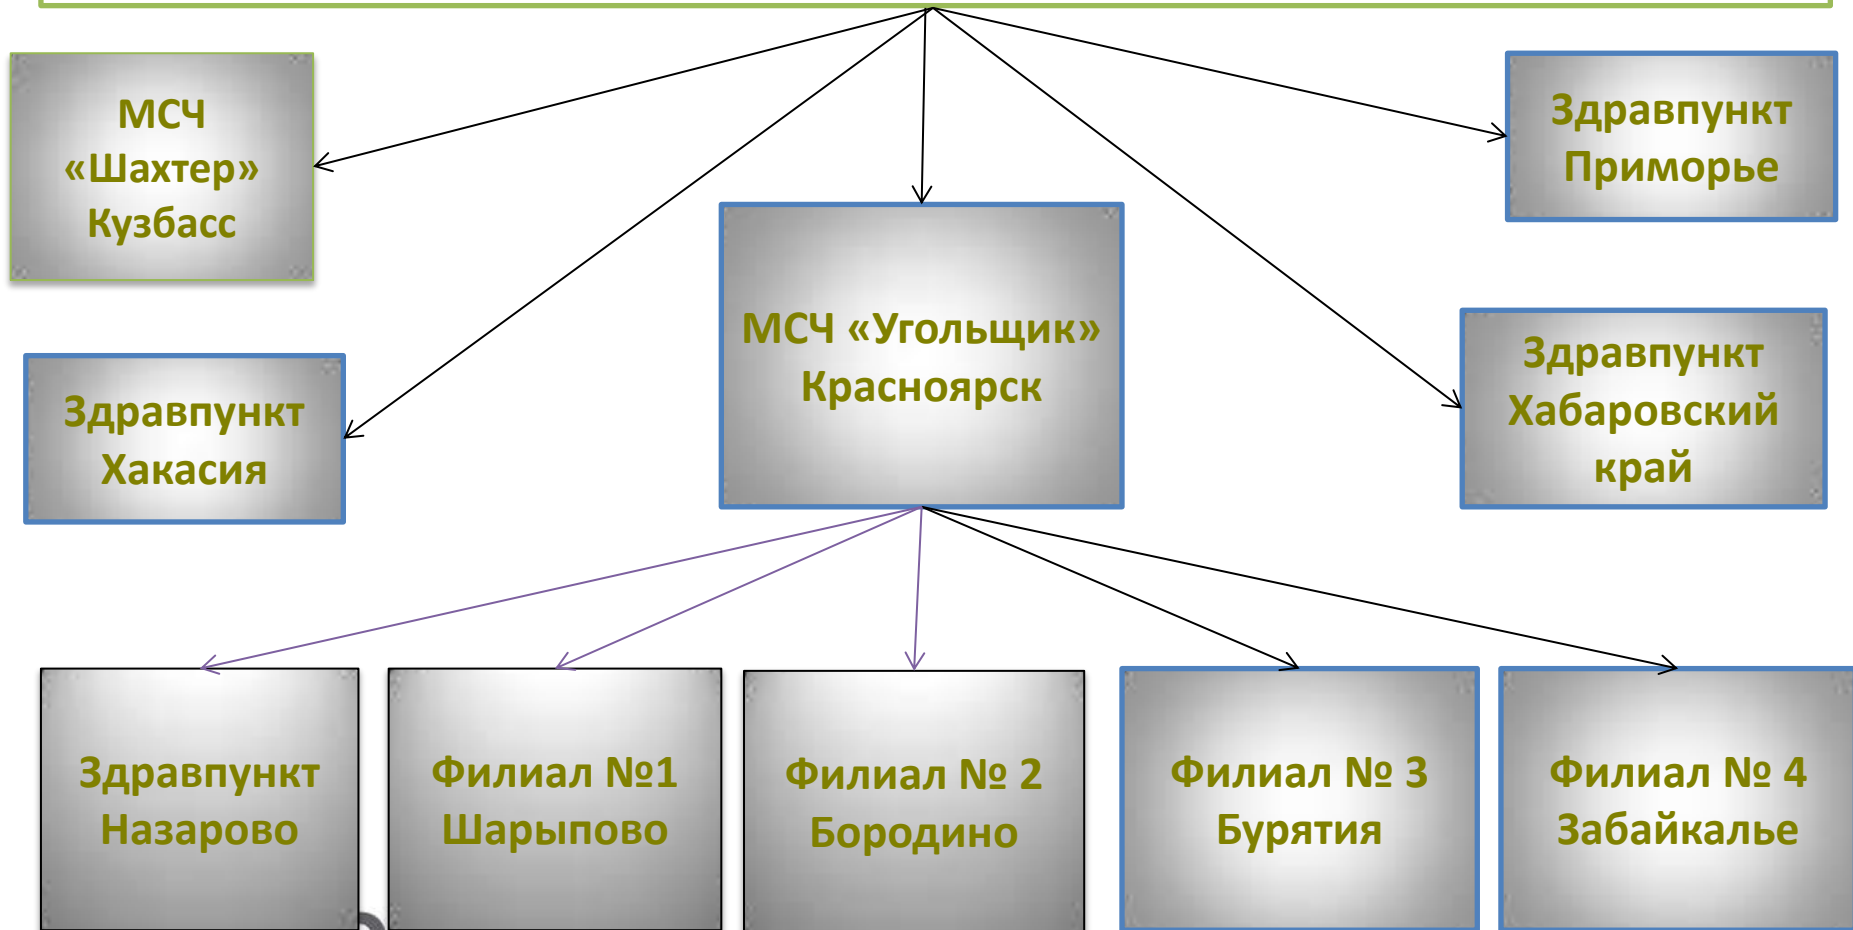 МСЧ
«Шахтер»
Кузбасс
Здравпункт
Приморье
МСЧ «Угольщик»
Красноярск
Здравпункт
Хакасия
Здравпункт
Хабаровский
край
Здравпункт
Назарово
Филиал №1
Шарыпово
Филиал № 2
Бородино
Филиал № 3
Бурятия
Филиал № 4
Забайкалье